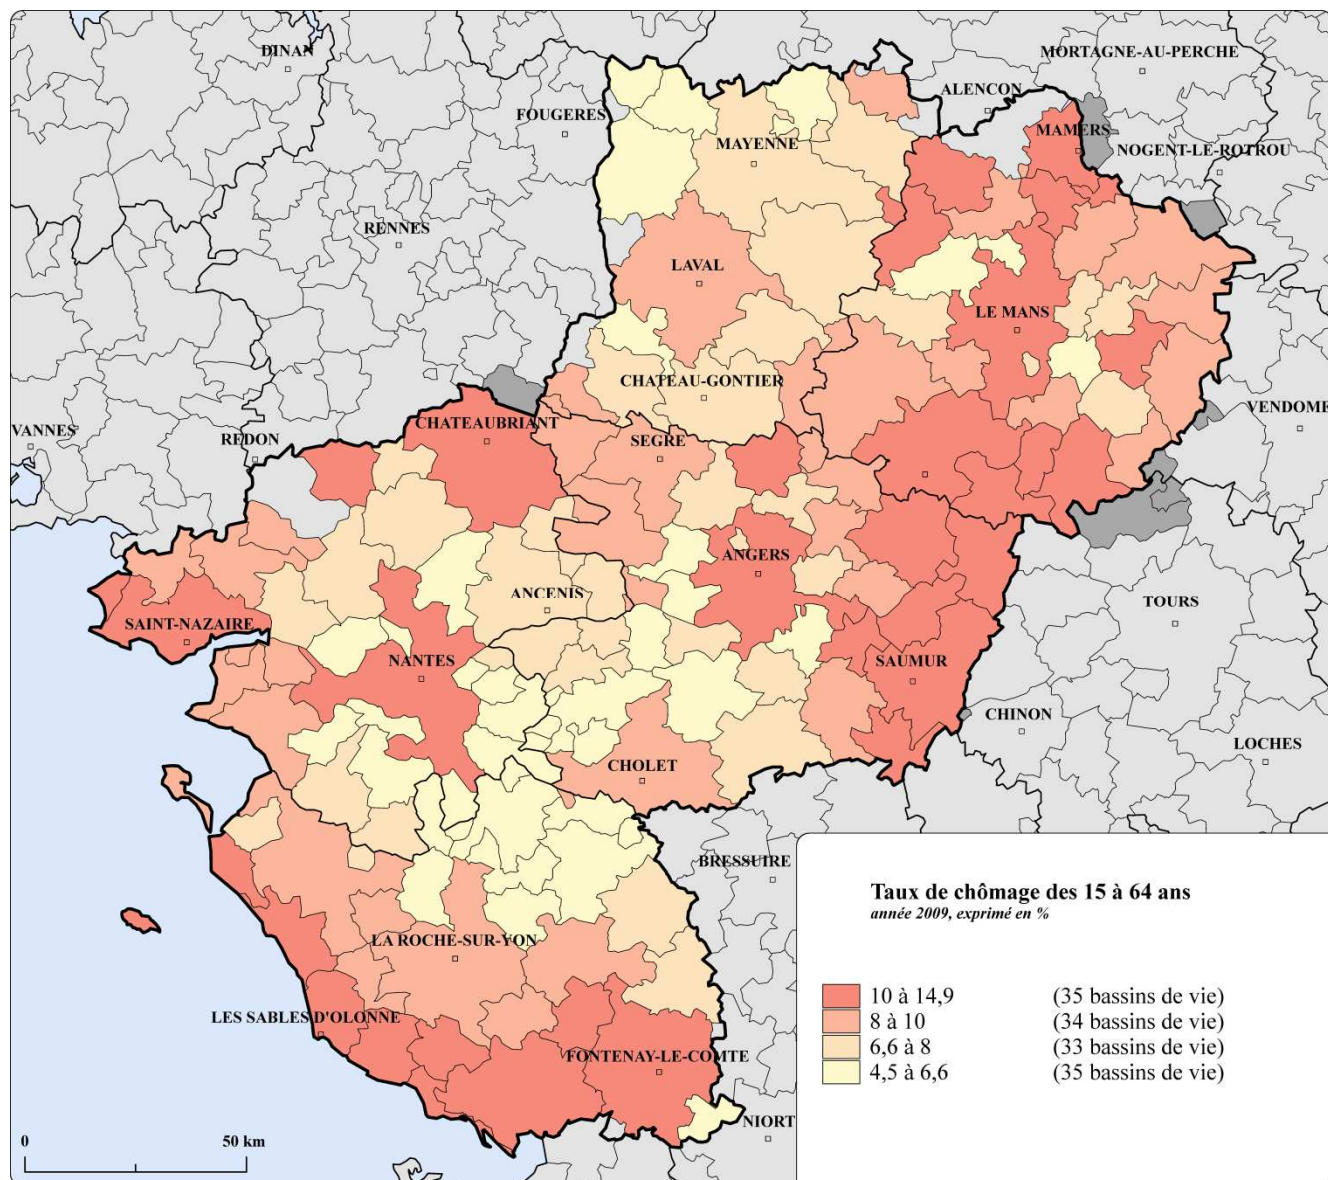 DINAN
MORTAGNE-AU-PERCHE
ALENCON
FOUGERES
MAMERS
MAYENNE
NOGENT-LE-ROTROU
RENNES
LAVAL
LE MANS
CHATEAU-GONTIER
VENDOME
CHATEAUBRIANT
VANNES
REDON
SEGRE
ANGERS
ANCENIS
TOURS
SAINT-NAZAIRE
NANTES
SAUMUR
CHINON
LOCHES
CHOLET
BRESSUIRE
LA ROCHE-SUR-YON
LES SABLES D'OLONNE
FONTENAY-LE-COMTE
NIORT
Taux de chômage des 15 à 64 ans
année 2009, exprimé en %
10 à 14,9 (35 bassins de vie)
8 à 10 (34 bassins de vie)
6,6 à 8 (33 bassins de vie)
4,5 à 6,6 (35 bassins de vie)
0 50 km